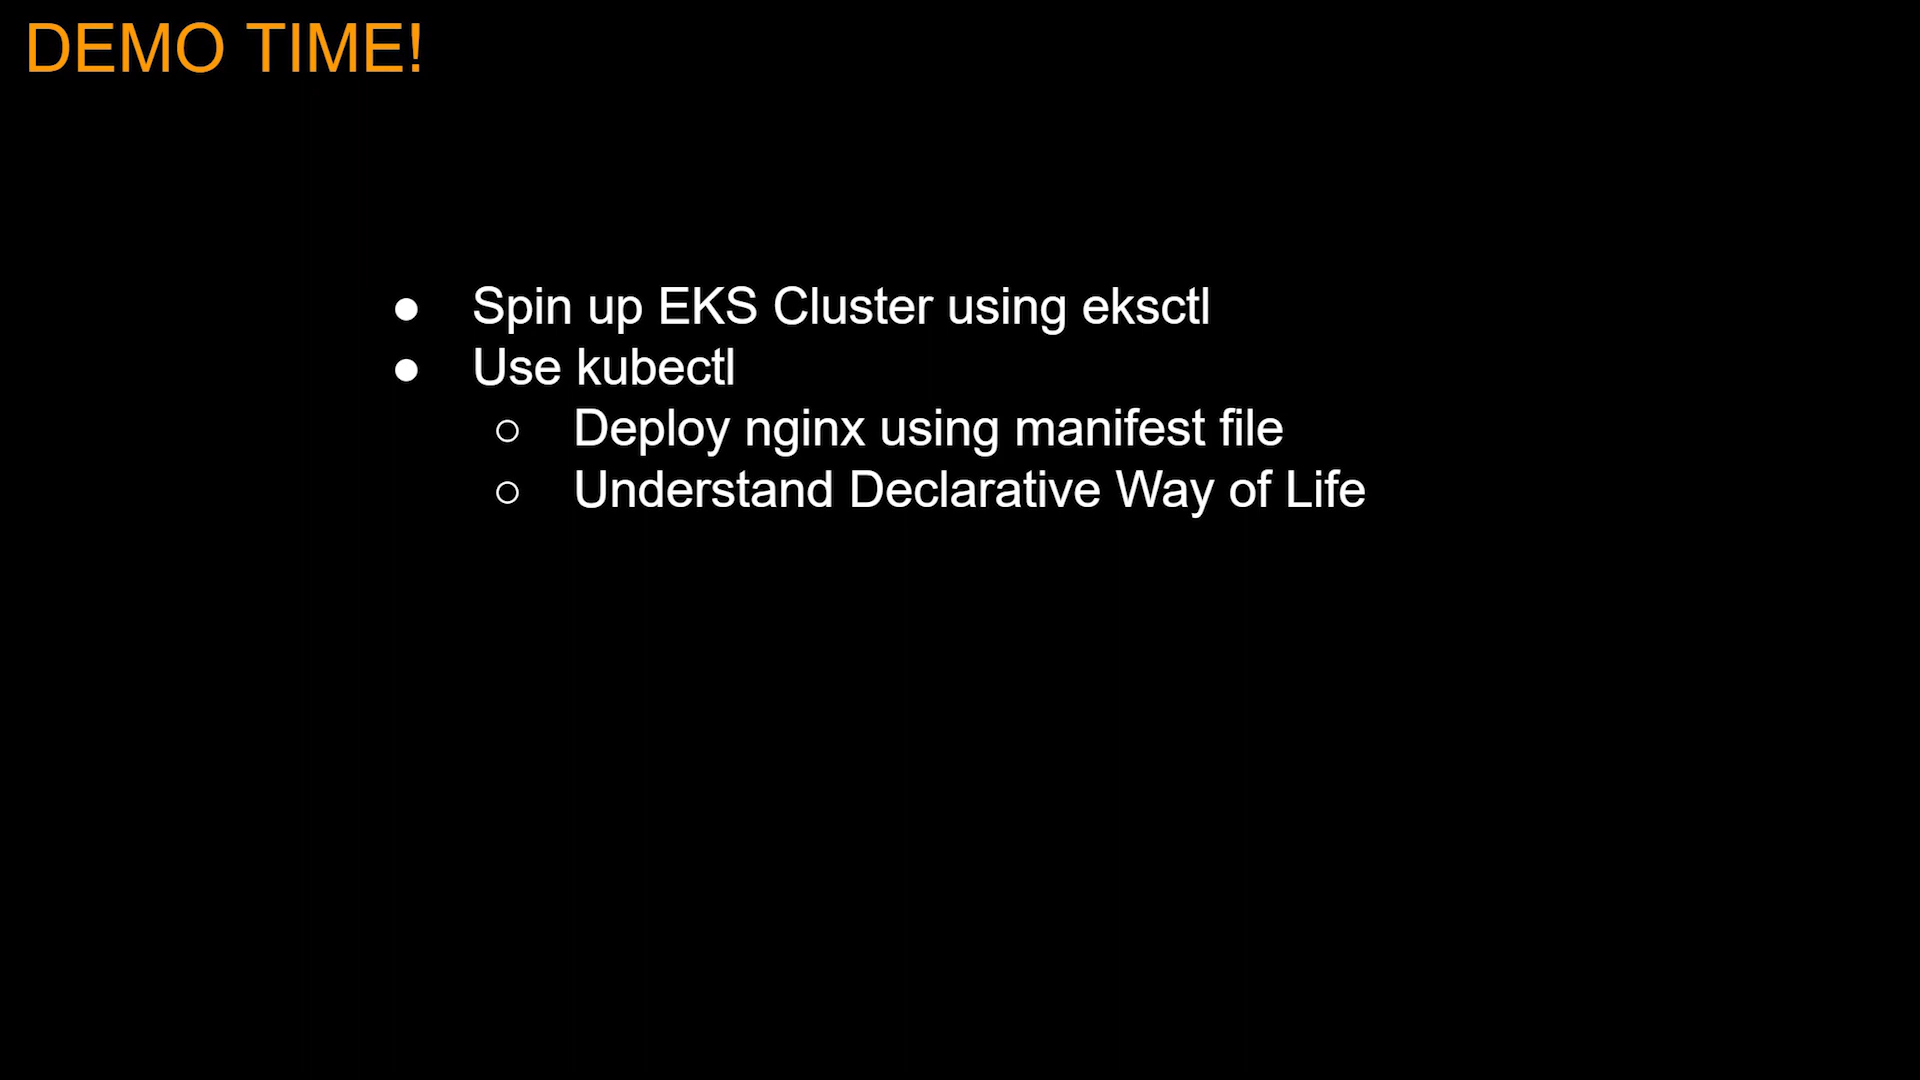 DEMO TIME!
● Spin up EKS Cluster using eksctl
● Use kubectl
○ Deploy nginx using manifest file
○ Understand Declarative Way of Life